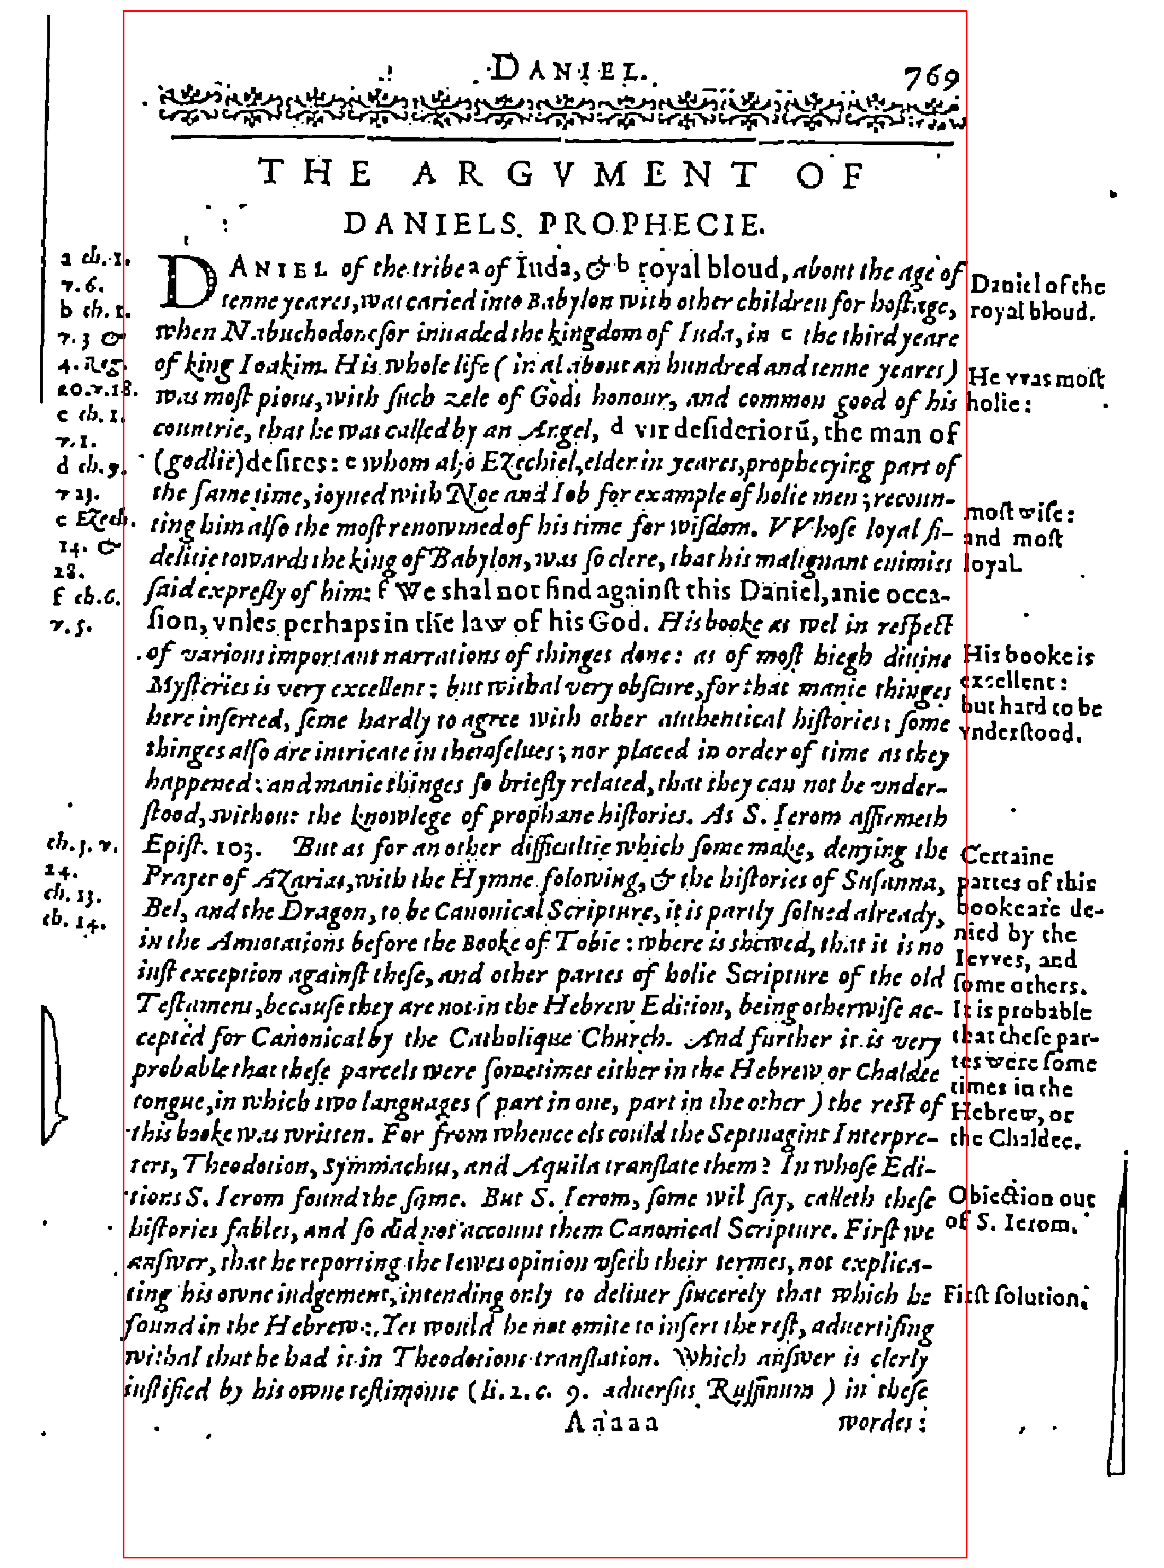 DANIEL. 769
THE ARGVMENT OF
DANIELS PROPHECIE.
DANIEL of the tribe a of Iuda, & b royal bloud, about the age of
tenne yeares, was caried into Babylon with other children for hostage,
when Nabuchodonosor inuaded the kingdom of Iuda, in c the third yeare
of king Ioakim. His whole life (in al about an hundred and tenne yeares)
was most pious, with such zele of Gods honour, and common good of his
countrie, that he was called by an Angel, d vir desideriorū, the man of
(godlie) desires: e whom also Ezechiel, elder in yeares, prophecying part of
the same time, ioyned with Noe and Iob for example of holie men; recoun-
ting him also the most renowmed of his time for wisdom. VVhose loyal fi-
delitie towards the king of Babylon, was so clere, that his malignant enimies
said expresly of him: f We shal not find against this Daniel, anie occa-
sion, vnles perhaps in the law of his God. His booke as wel in respect
of various important narrations of thinges done: as of most hiegh diuine
Mysteries is very excellent; but withal very obscure, for that manie thinges
here inserted, seme hardly to agree with other authentical histories; some
thinges also are intricate in themselues; nor placed in order of time as they
happened: and manie thinges so briefly related, that they can not be vnder-
stood, without the knowlege of prophane histories. As S. Ierom affirmeth
Epist. 103. But as for an other difficultie which some make, denying the
Prayer of Azarias, with the Hymne folowing, & the histories of Susanna,
Bel, and the Dragon, to be Canonical Scripture, it is partly solued already,
in the Annotations before the Booke of Tobie: where is shewed, that it is no
iust exception against these, and other partes of holie Scripture of the old
Testament, because they are not in the Hebrew Edition, being otherwise ac-
cepted for Canonical by the Catholique Church. And further it is very
probable that these parcels were sometimes either in the Hebrew or Chaldee
tongue, in which two languages (part in one, part in the other) the rest of
this booke was written. For from whence els could the Septuagint Interpre-
ters, Theodotion, Symmachus, and Aquila translate them? In whose Edi-
tions S. Ierom found the same. But S. Ierom, some wil say, calleth these
histories fables, and so did not account them Canonical Scripture. First we
answer, that he reporting the Iewes opinion vseth their termes, not explica-
ting his owne iudgement, intending only to deliuer sincerely that which he
found in the Hebrew. Yet would he not omite to insert the rest, aduertising
withal that he had it in Theodotions translation. Which answer is clerly
iustified by his owne testimonie (li. 2. c. 9. aduersus Ruffinum) in these
Aaaaa wordes:
a ch. 1.
v. 6.
b ch. 1.
v. 3 &
4. Reg.
20. v. 18.
c ch. 1.
v. 1.
d ch. 9.
v 23.
e Ezech.
14. &
28.
f ch. 6.
v. 5.
ch. 3. v.
24.
ch. 13.
ch. 14.
Daniel of the
royal bloud.
He vvas most
holie:
most wise:
and most
loyal.
His booke is
excellent:
but hard to be
vnderstood.
Certaine
partes of this
booke are de-
nied by the
Ievves, and
some others.
It is probable
that these par-
tes were some
times in the
Hebrew, or
the Chaldee.
Obiection out
of S. Ierom.
First solution.